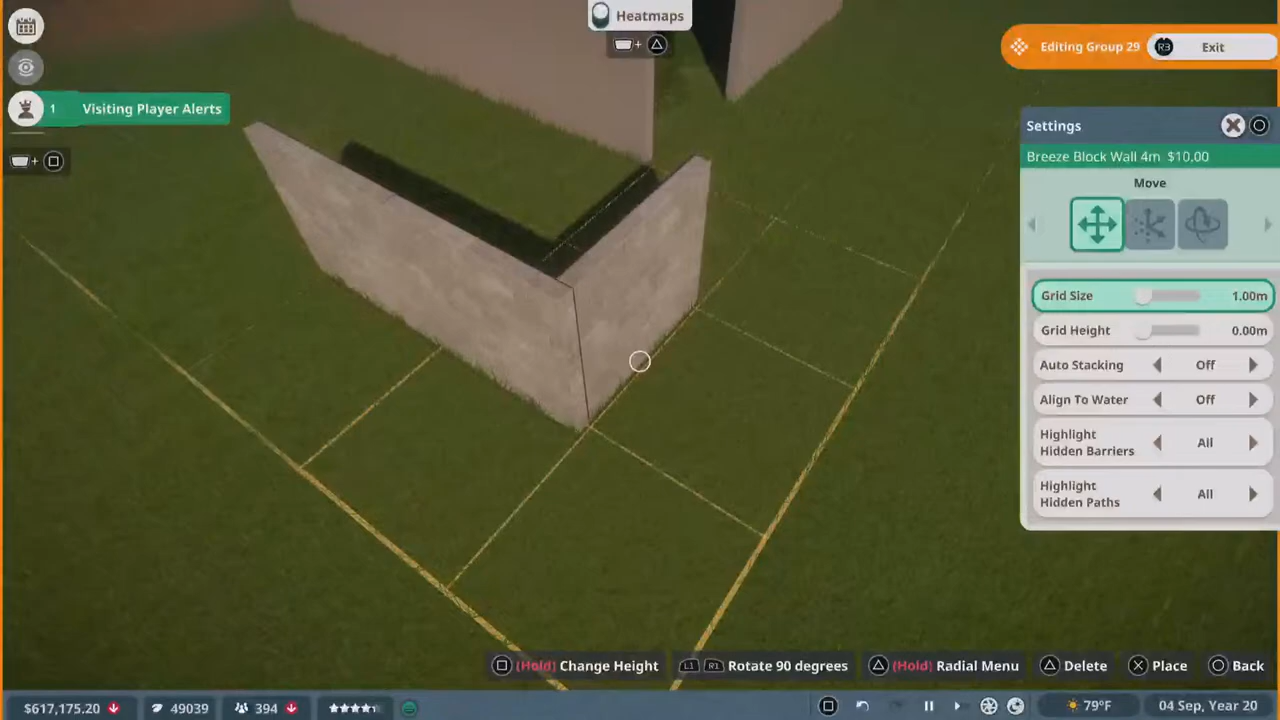 Heatmaps
+
Editing Group 29
R3
Exit
1
Visiting Player Alerts
+
Settings
Breeze Block Wall 4m $10.00
Move
Grid Size
1.00m
Grid Height
0.00m
Auto Stacking
Off
Align To Water
Off
Highlight
Hidden Barriers
All
Highlight
Hidden Paths
All
(Hold) Change Height
L1 R1 Rotate 90 degrees
(Hold) Radial Menu
Delete
Place
Back
$617,175.20
49039
394
79°F
04 Sep, Year 20